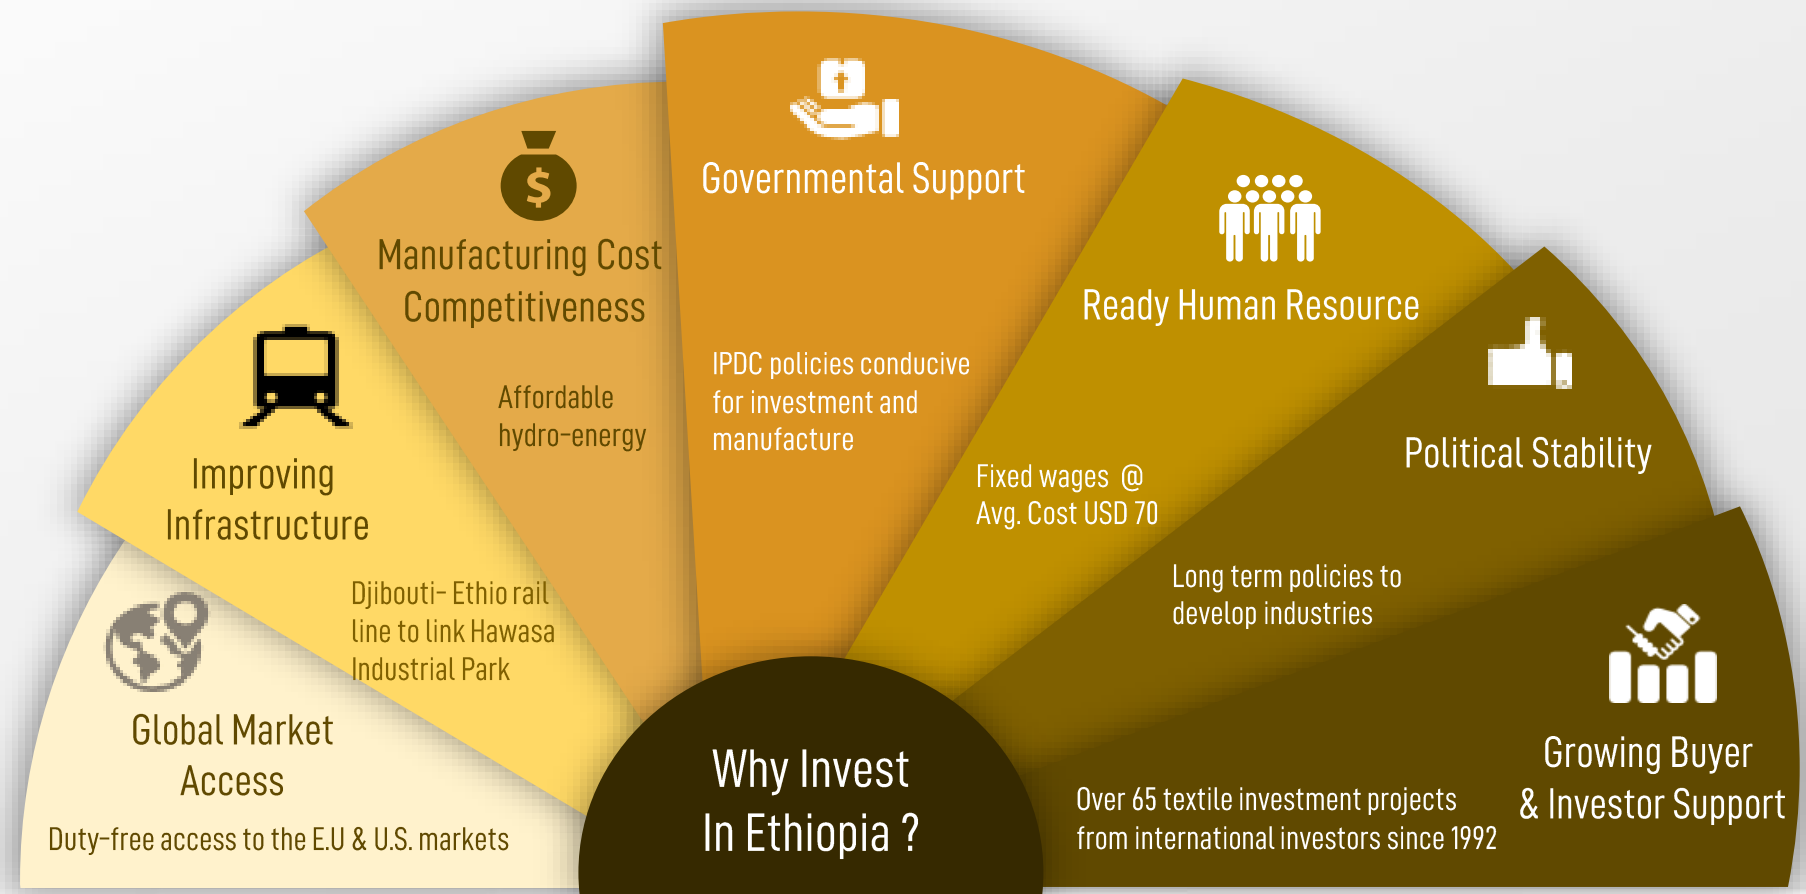 Global Market
Access
Duty-free access to the E.U & U.S. markets
Improving
Infrastructure
Djibouti- Ethio rail
line to link Hawasa
Industrial Park
Manufacturing Cost
Competitiveness
Affordable
hydro-energy
Governmental Support
IPDC policies conducive
for investment and
manufacture
Ready Human Resource
Fixed wages @
Avg. Cost USD 70
Political Stability
Long term policies to
develop industries
Growing Buyer
& Investor Support
Over 65 textile investment projects
from international investors since 1992
Why Invest
In Ethiopia ?
$